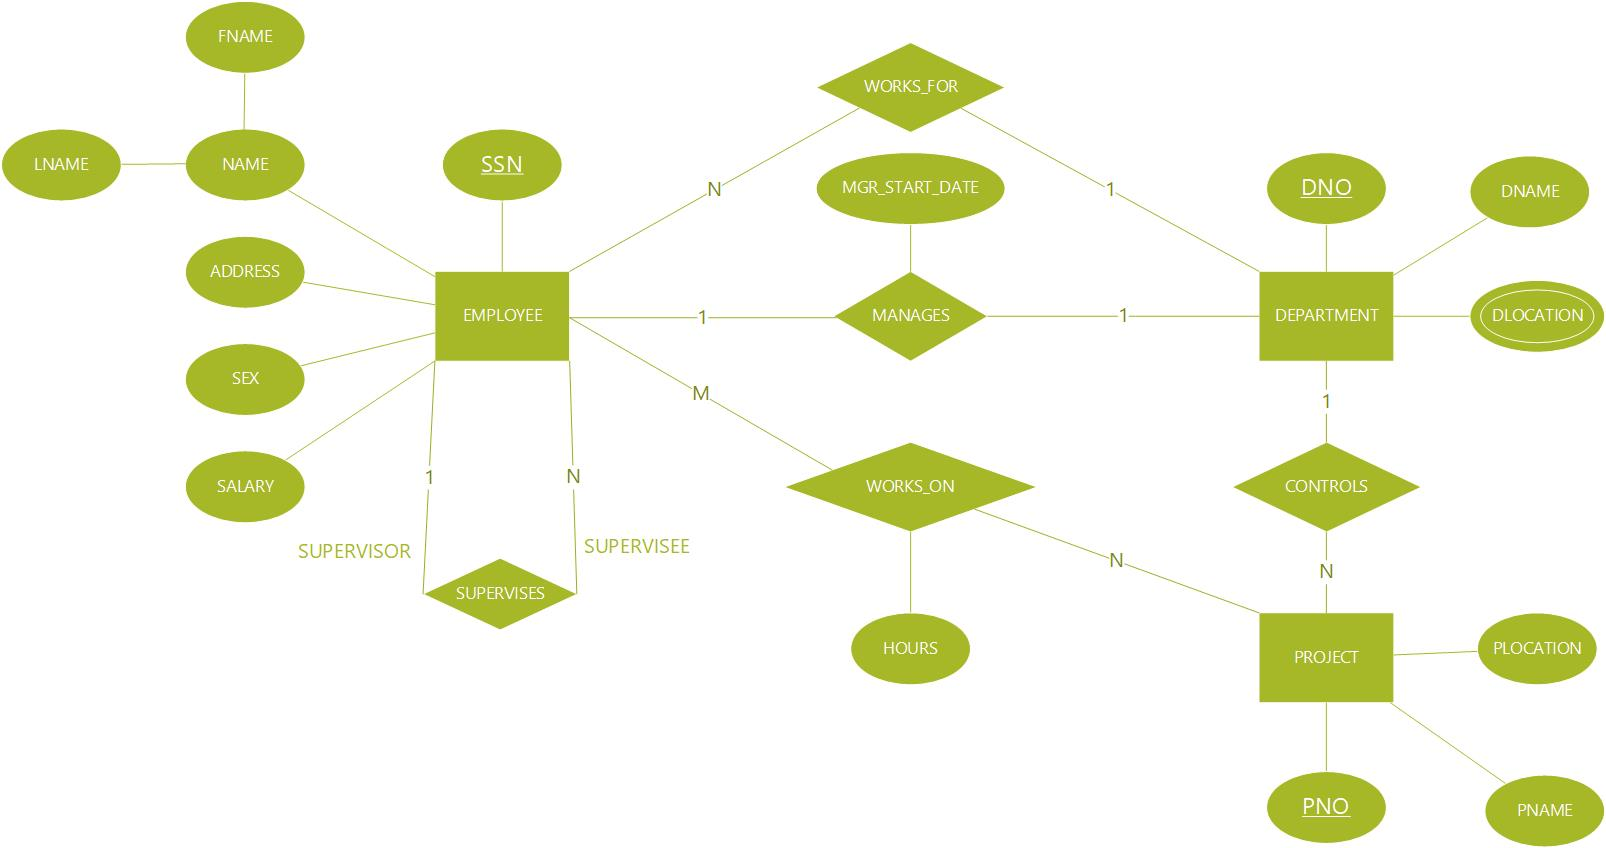 FNAME
WORKS_FOR
LNAME
NAME
SSN
N
MGR_START_DATE
1
DNO
DNAME
ADDRESS
EMPLOYEE
1
MANAGES
1
DEPARTMENT
DLOCATION
SEX
M
1
SALARY
1
N
WORKS_ON
CONTROLS
SUPERVISOR
SUPERVISEE
N
N
SUPERVISES
HOURS
PROJECT
PLOCATION
PNO
PNAME